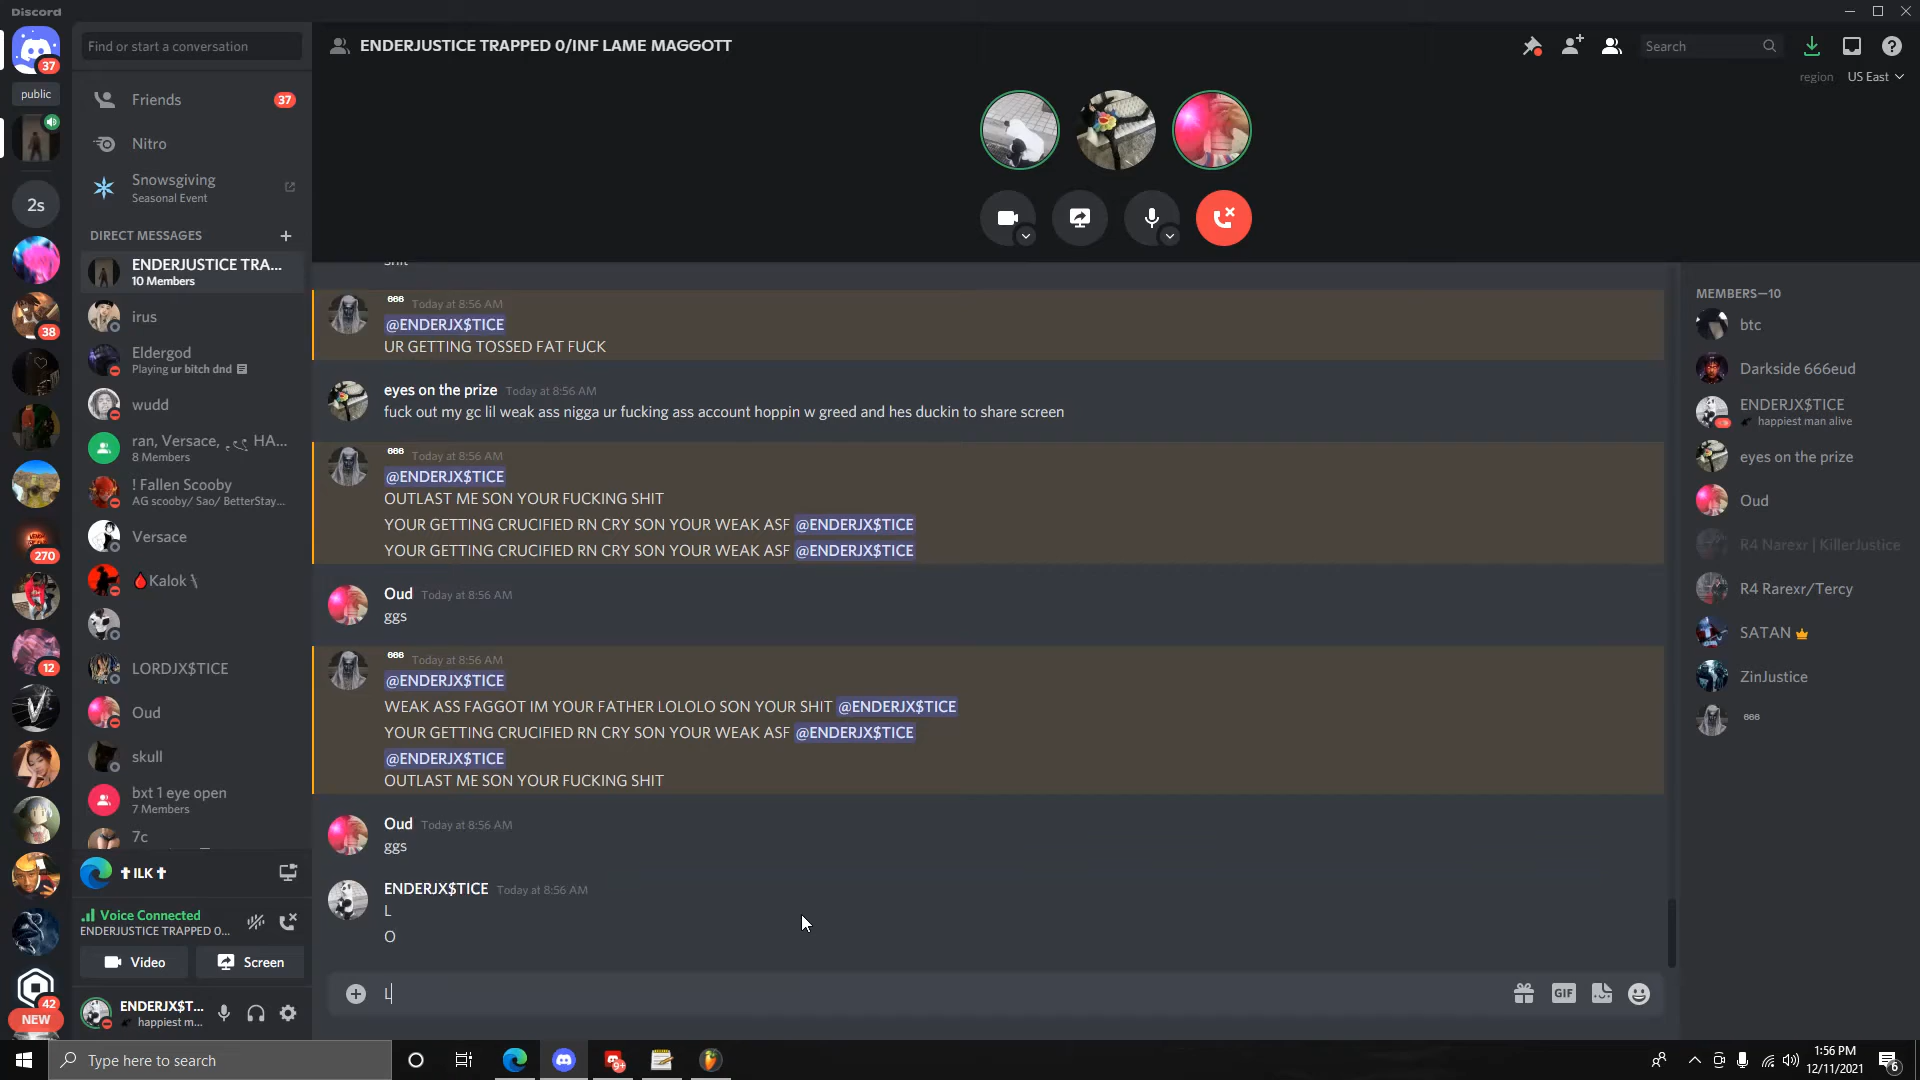 Discord
Find or start a conversation
ENDERJUSTICE TRAPPED 0/INF LAME MAGGOTT
Search
region US East
37
public
2s
38
270
12
42
NEW
Friends 37
Nitro
Snowsgiving
Seasonal Event
DIRECT MESSAGES
ENDERJUSTICE TRA...
10 Members
irus
Eldergod
Playing ur bitch dnd
wudd
ran, Versace, HA...
8 Members
! Fallen Scooby
AG scooby/ Sao/ BetterStay...
Versace
🩸Kalok
LORDJX$TICE
Oud
skull
bxt 1 eye open
7 Members
7c
✝ ILK ✝
Voice Connected
ENDERJUSTICE TRAPPED 0...
Video
Screen
ENDERJX$T...
happiest m...
666 Today at 8:56 AM
@ENDERJX$TICE
UR GETTING TOSSED FAT FUCK
eyes on the prize Today at 8:56 AM
fuck out my gc lil weak ass nigga ur fucking ass account hoppin w greed and hes duckin to share screen
666 Today at 8:56 AM
@ENDERJX$TICE
OUTLAST ME SON YOUR FUCKING SHIT
YOUR GETTING CRUCIFIED RN CRY SON YOUR WEAK ASF @ENDERJX$TICE
YOUR GETTING CRUCIFIED RN CRY SON YOUR WEAK ASF @ENDERJX$TICE
Oud Today at 8:56 AM
ggs
666 Today at 8:56 AM
@ENDERJX$TICE
WEAK ASS FAGGOT IM YOUR FATHER LOLOLO SON YOUR SHIT @ENDERJX$TICE
YOUR GETTING CRUCIFIED RN CRY SON YOUR WEAK ASF @ENDERJX$TICE
@ENDERJX$TICE
OUTLAST ME SON YOUR FUCKING SHIT
Oud Today at 8:56 AM
ggs
ENDERJX$TICE Today at 8:56 AM
L
O
L
GIF
MEMBERS—10
btc
Darkside 666eud
ENDERJX$TICE
happiest man alive
eyes on the prize
Oud
R4 Narexr | KillerJustice
R4 Rarexr/Tercy
SATAN
ZinJustice
666
Type here to search
9+
1:56 PM
12/11/2021
6